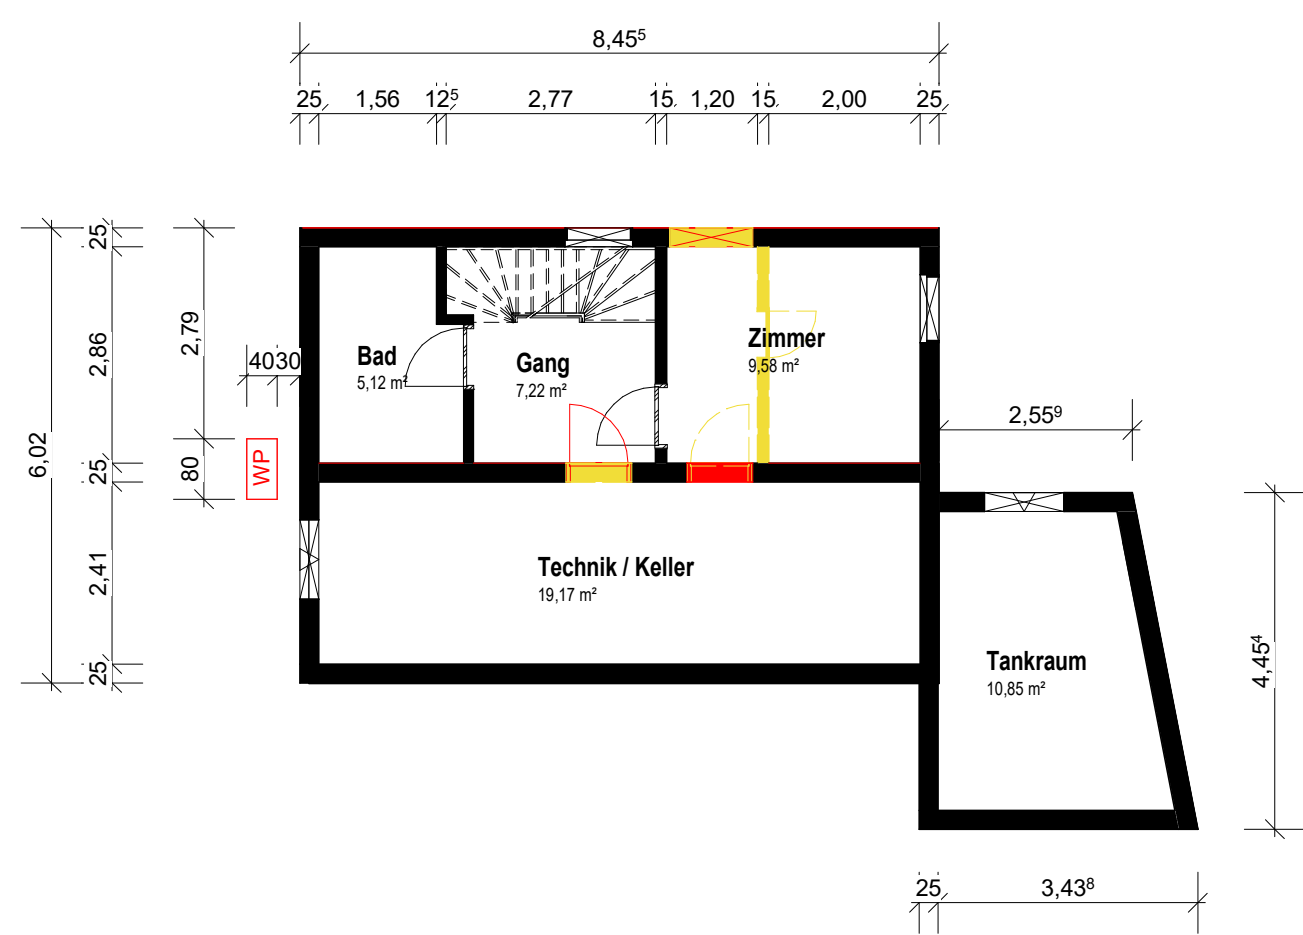 8,45⁵
25 1,56 12⁵ 2,77 15 1,20 15 2,00 25
25
2,86
25
2,41
25
6,02
2,79
80
40 30
WP
Bad
5,12 m²
Gang
7,22 m²
Zimmer
9,58 m²
Technik / Keller
19,17 m²
2,55⁹
Tankraum
10,85 m²
4,45⁴
25 3,43⁸